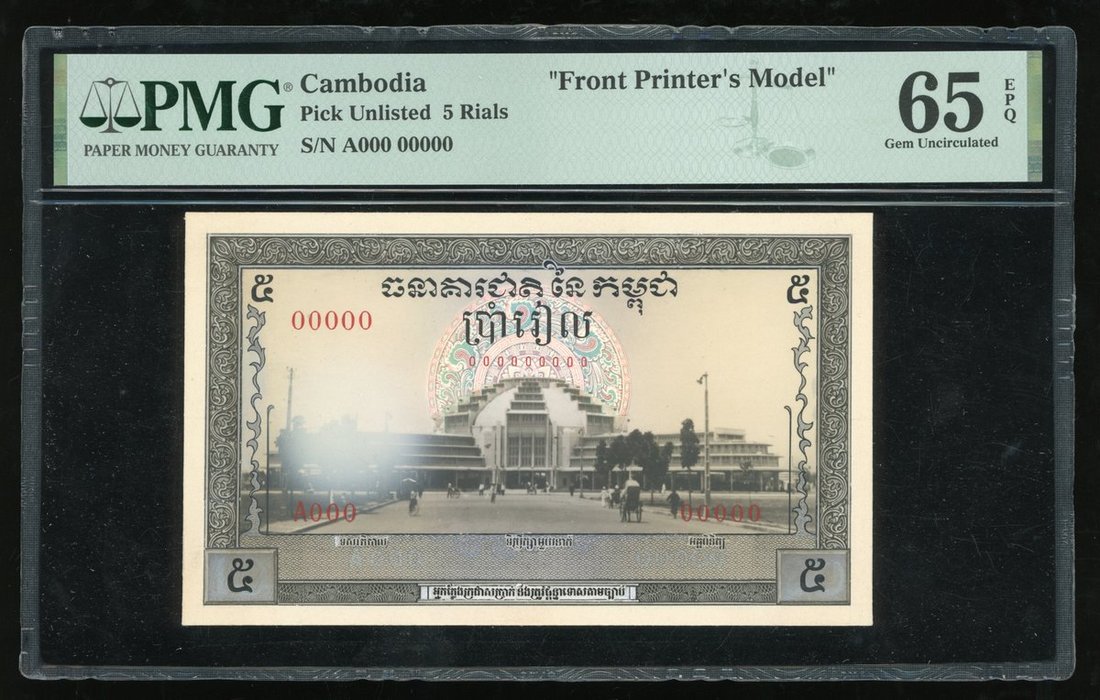 PMG® Cambodia "Front Printer's Model" 65 EPQ
Pick Unlisted 5 Rials
PAPER MONEY GUARANTY S/N A000 00000 Gem Uncirculated
៥ ធនាគារជាតិ នៃ កម្ពុជា ៥
00000 ប្រាំរៀល
000000000
A000 00000
៥ ៥